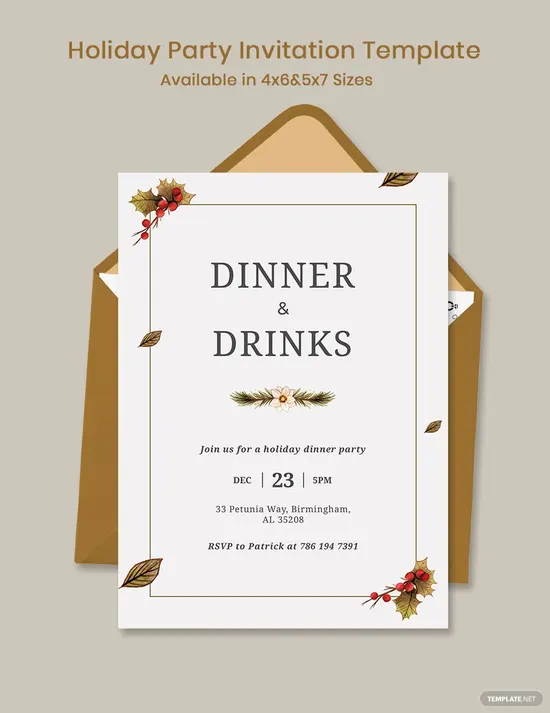 Holiday Party Invitation Template
Available in 4x6&5x7 Sizes
DINNER
&
DRINKS
Join us for a holiday dinner party
DEC | 23 | 5PM
33 Petunia Way, Birmingham,
AL 35208
RSVP to Patrick at 786 194 7391
TEMPLATE.NET